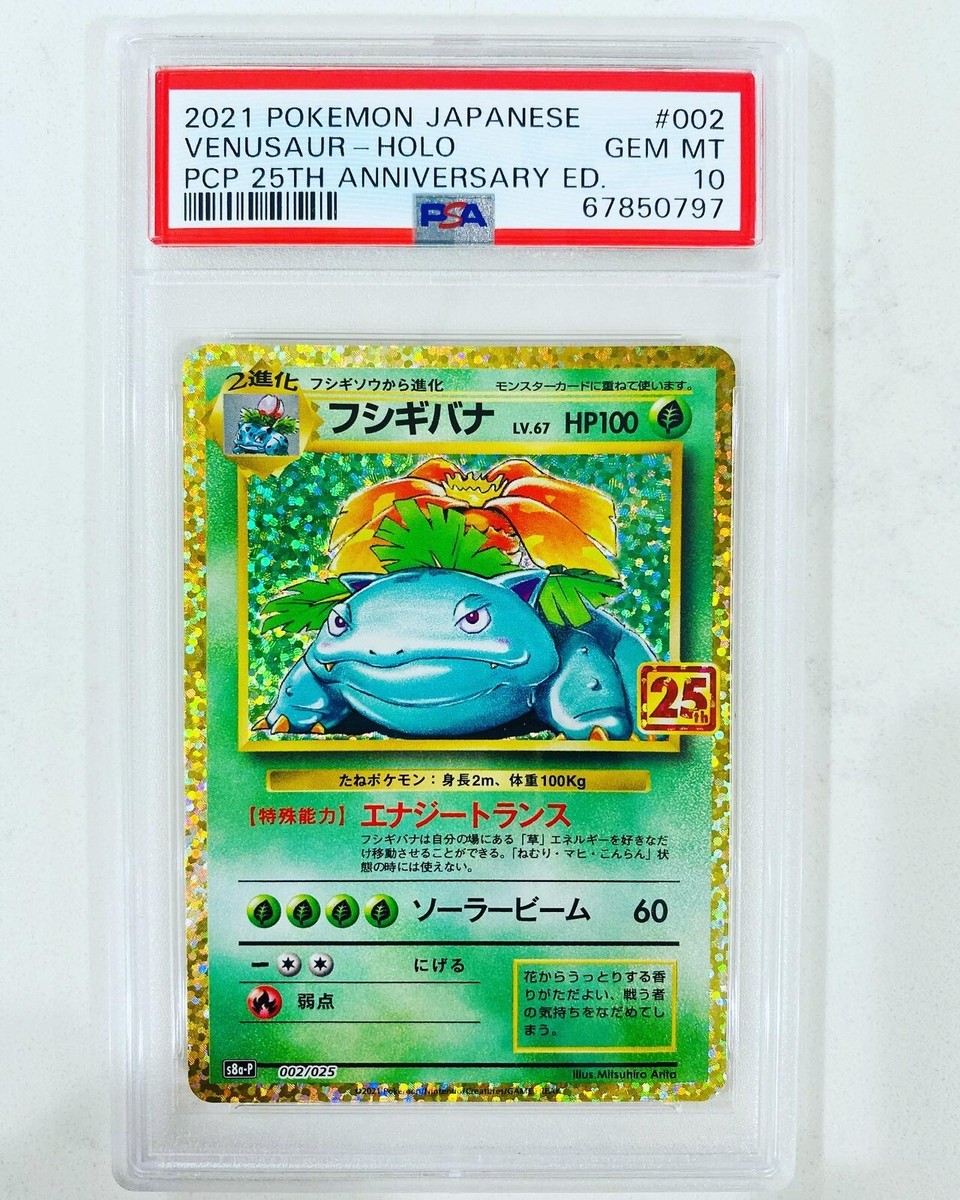 2021 POKEMON JAPANESE #002
VENUSAUR - HOLO GEM MT
PCP 25TH ANNIVERSARY ED. 10
PSA 67850797
2進化 フシギソウから進化 モンスターカードに重ねて使います。
フシギバナ LV.67 HP100
25th
たねポケモン：身長2m、体重100Kg
【特殊能力】エナジートランス
フシギバナは自分の場にある「草」エネルギーを好きなだ
け移動させることができる。「ねむり・マヒ・こんらん」状
態の時には使えない。
ソーラービーム 60
にげる
弱点
花からうっとりする香
りがただよい、戦う者
の気持ちをなだめてし
まう。
s8a-P 002/025 Illus.Mitsuhiro Arita
©2021 Pokémon/Nintendo/Creatures/GAME FREAK